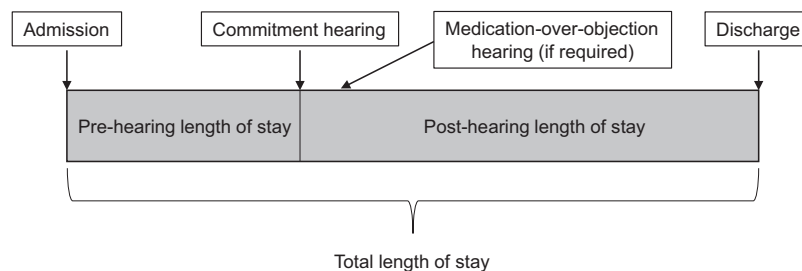 Admission
Commitment hearing
Medication-over-objection
hearing (if required)
Discharge
Pre-hearing length of stay
Post-hearing length of stay
Total length of stay